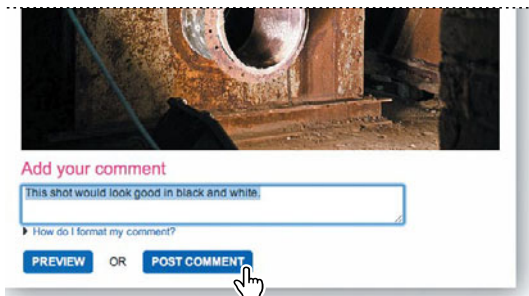 Add your comment
This shot would look good in black and white.
How do I format my comment?
PREVIEW OR POST COMMENT